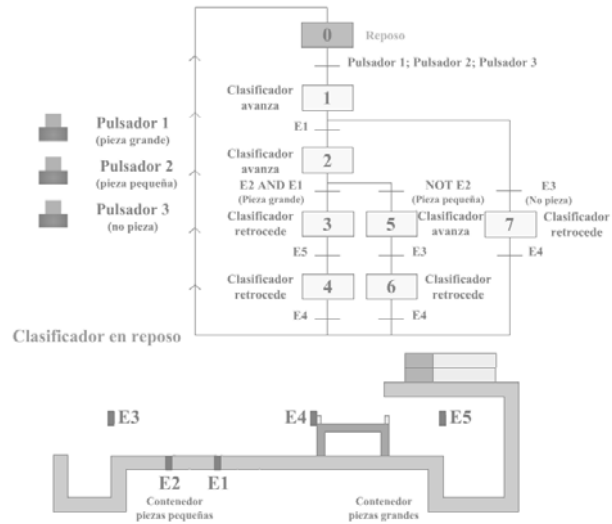 0
Reposo
Pulsador 1; Pulsador 2; Pulsador 3
Clasificador avanza
1
E1
Pulsador 1
(pieza grande)
Pulsador 2
(pieza pequeña)
Pulsador 3
(no pieza)
Clasificador avanza
2
E2 AND E1
(Pieza grande)
NOT E2
(Pieza pequeña)
E3
(No pieza)
Clasificador retrocede
3
5
Clasificador avanza
7
Clasificador retrocede
E5
E3
E4
Clasificador retrocede
4
6
Clasificador retrocede
E4
E4
Clasificador en reposo
E3
E4
E5
E2
E1
Contenedor piezas pequeñas
Contenedor piezas grandes